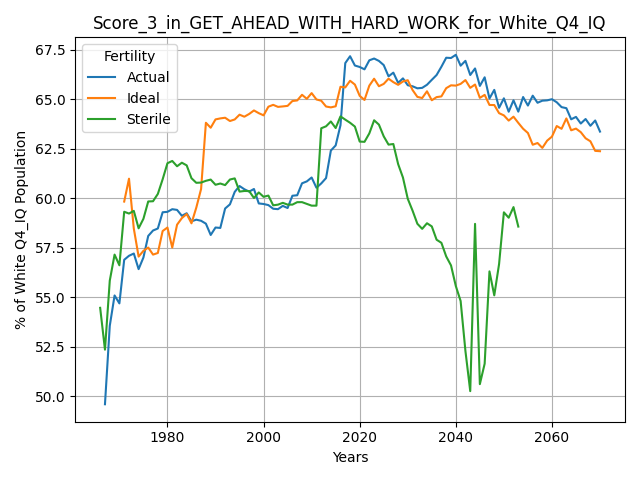 Score_3_in_GET_AHEAD_WITH_HARD_WORK_for_White_Q4_IQ
67.5
65.0
62.5
60.0
57.5
55.0
52.5
50.0
% of White Q4_IQ Population
Fertility
Actual
Ideal
Sterile
1980
2000
2020
2040
2060
Years